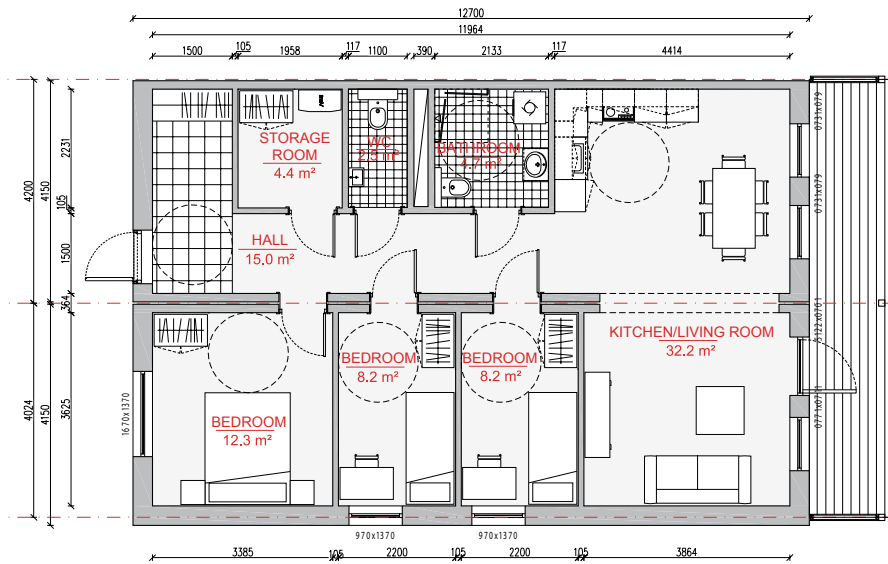 12700
11964
1500
105
1958
117
1100
390
2133
117
4414
4200
4150
2231
105
1500
364
4024
4150
3625
STORAGE
ROOM
4.4 m²
WC
2.5 m²
BATHROOM
4.7 m²
HALL
15.0 m²
KITCHEN/LIVING ROOM
32.2 m²
BEDROOM
8.2 m²
BEDROOM
8.2 m²
BEDROOM
12.3 m²
0731x079
0731x079
1670x1370
970x1370
970x1370
3385
105
2200
105
2200
105
3864